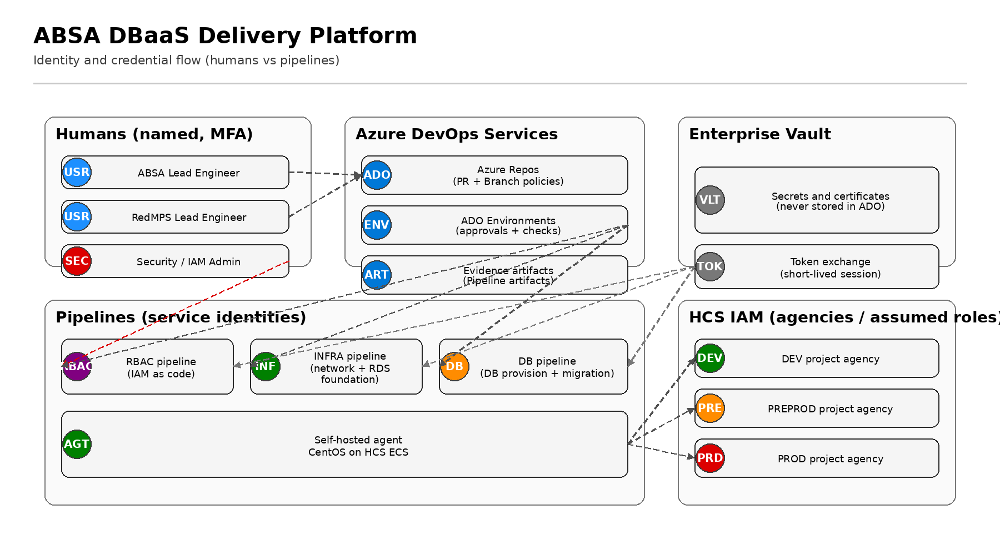 ABSA DBaaS Delivery Platform
Identity and credential flow (humans vs pipelines)
Humans (named, MFA)
USR
ABSA Lead Engineer
USR
RedMPS Lead Engineer
SEC
Security / IAM Admin
Azure DevOps Services
ADO
Azure Repos
(PR + Branch policies)
ENV
ADO Environments
(approvals + checks)
ART
Evidence artifacts
(Pipeline artifacts)
Enterprise Vault
VLT
Secrets and certificates
(never stored in ADO)
TOK
Token exchange
(short-lived session)
Pipelines (service identities)
RBAC
RBAC pipeline
(IAM as code)
INF
INFRA pipeline
(network + RDS
foundation)
DB
DB pipeline
(DB provision + migration)
AGT
Self-hosted agent
CentOS on HCS ECS
HCS IAM (agencies / assumed roles)
DEV
DEV project agency
PRE
PREPROD project agency
PRD
PROD project agency